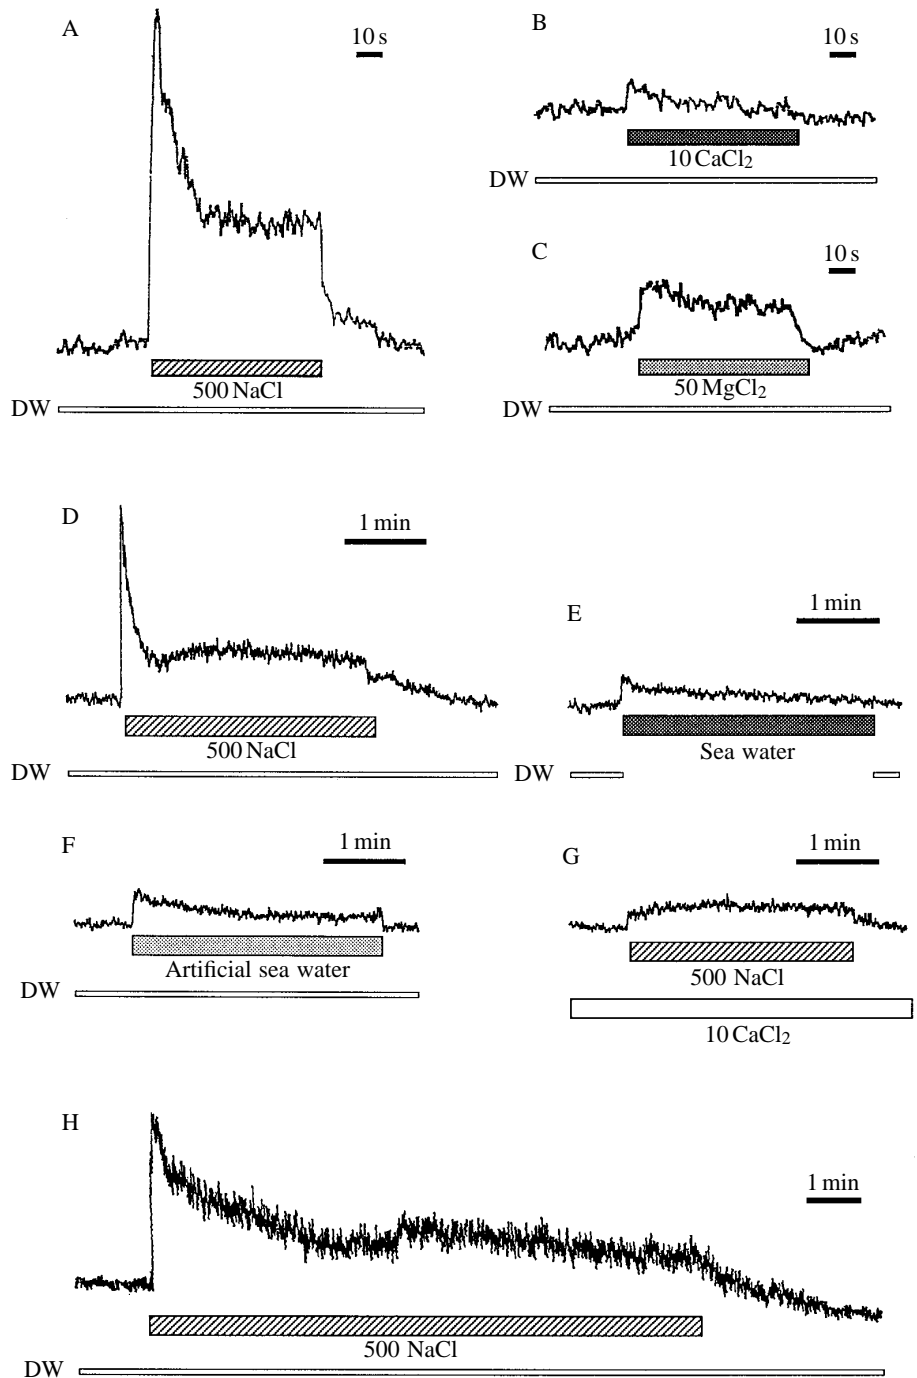 A
10 s
500 NaCl
DW
B
10 s
10 CaCl₂
DW
C
10 s
50 MgCl₂
DW
D
1 min
500 NaCl
DW
E
1 min
Sea water
DW
F
1 min
Artificial sea water
DW
G
1 min
500 NaCl
10 CaCl₂
H
1 min
500 NaCl
DW